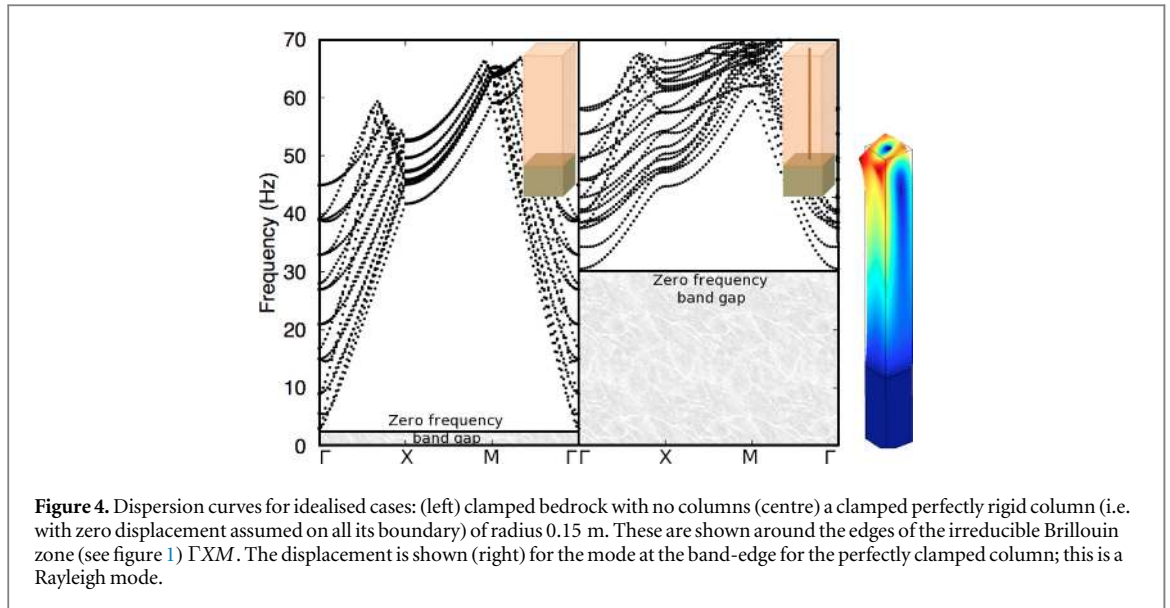 70
60
50
40
30
20
10
0
Frequency (Hz)
Zero frequency
band gap
Zero frequency
band gap
Γ X M Γ Γ X M Γ
Figure 4. Dispersion curves for idealised cases: (left) clamped bedrock with no columns (centre) a clamped perfectly rigid column (i.e.
with zero displacement assumed on all its boundary) of radius 0.15 m. These are shown around the edges of the irreducible Brillouin
zone (see figure 1) ΓXM. The displacement is shown (right) for the mode at the band-edge for the perfectly clamped column; this is a
Rayleigh mode.